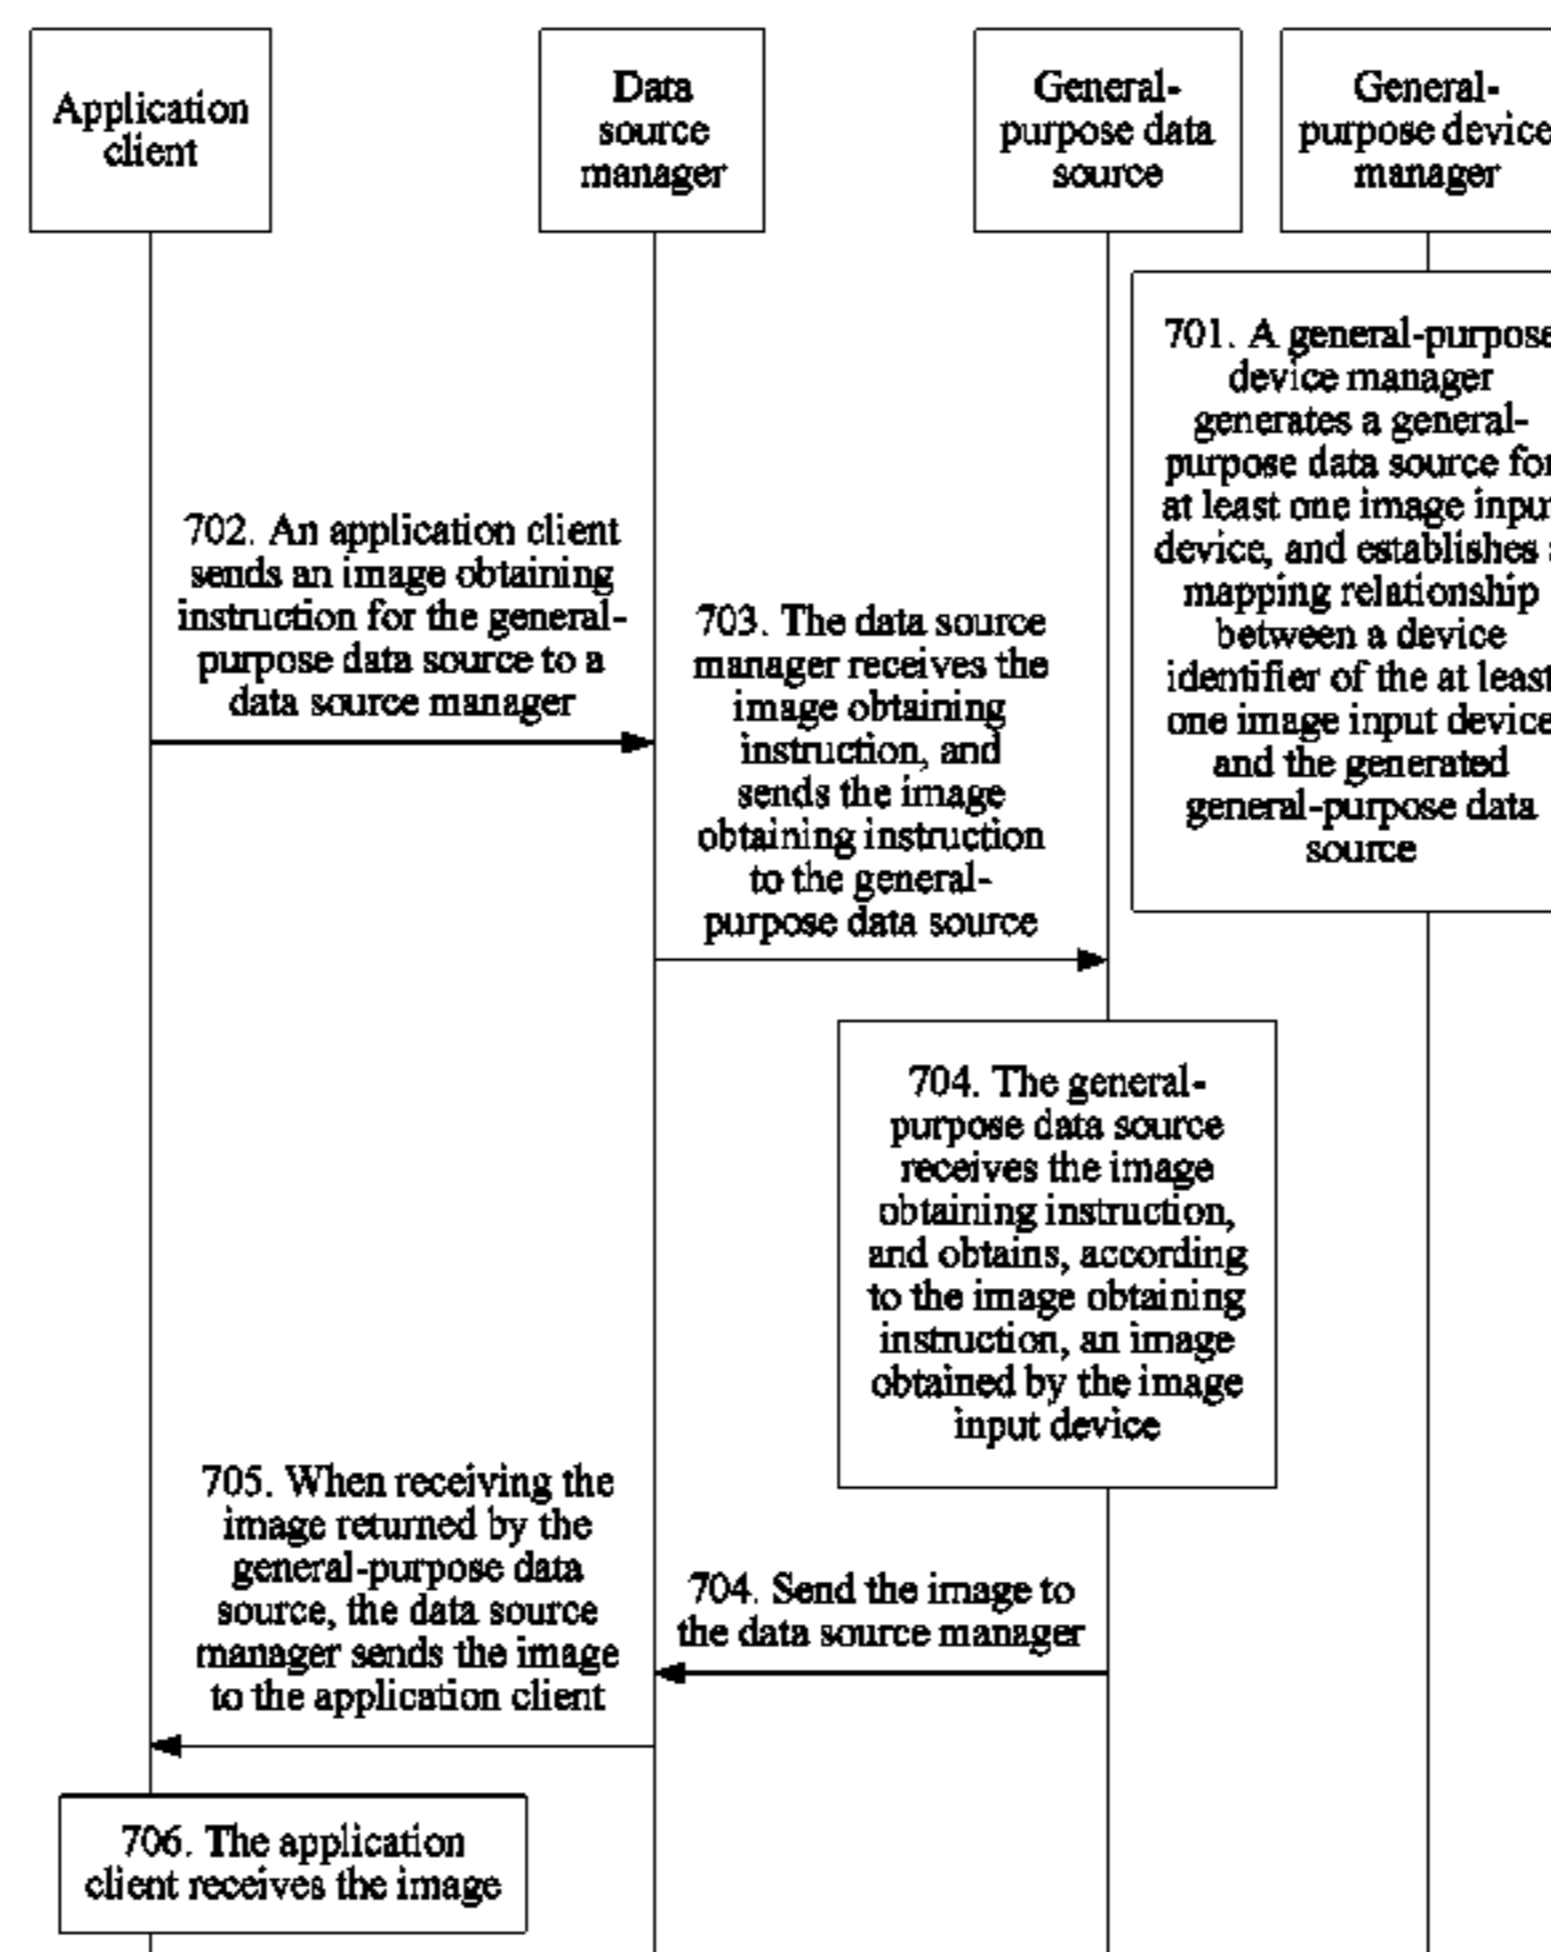 Application
client
Data
source
manager
General-
purpose data
source
General-
purpose device
manager
701. A general-purpose
device manager
generates a general-
purpose data source for
at least one image input
device, and establishes
mapping relationship
between a device
identifier of the at least
one image input device
and the generated
general-purpose data
source
702. An application client
sends an image obtaining
instruction for the general-
purpose data source to a
data source manager
703. The data source
manager receives the
image obtaining
instruction, and
sends the image
obtaining instruction
to the general-
purpose data source
704. The general-
purpose data source
receives the image
obtaining instruction,
and obtains, according
to the image obtaining
instruction, an image
obtained by the image
input device
704. Send the image to
the data source manager
705. When receiving the
image returned by the
general-purpose data
source, the data source
manager sends the image
to the application client
706. The application
client receives the image